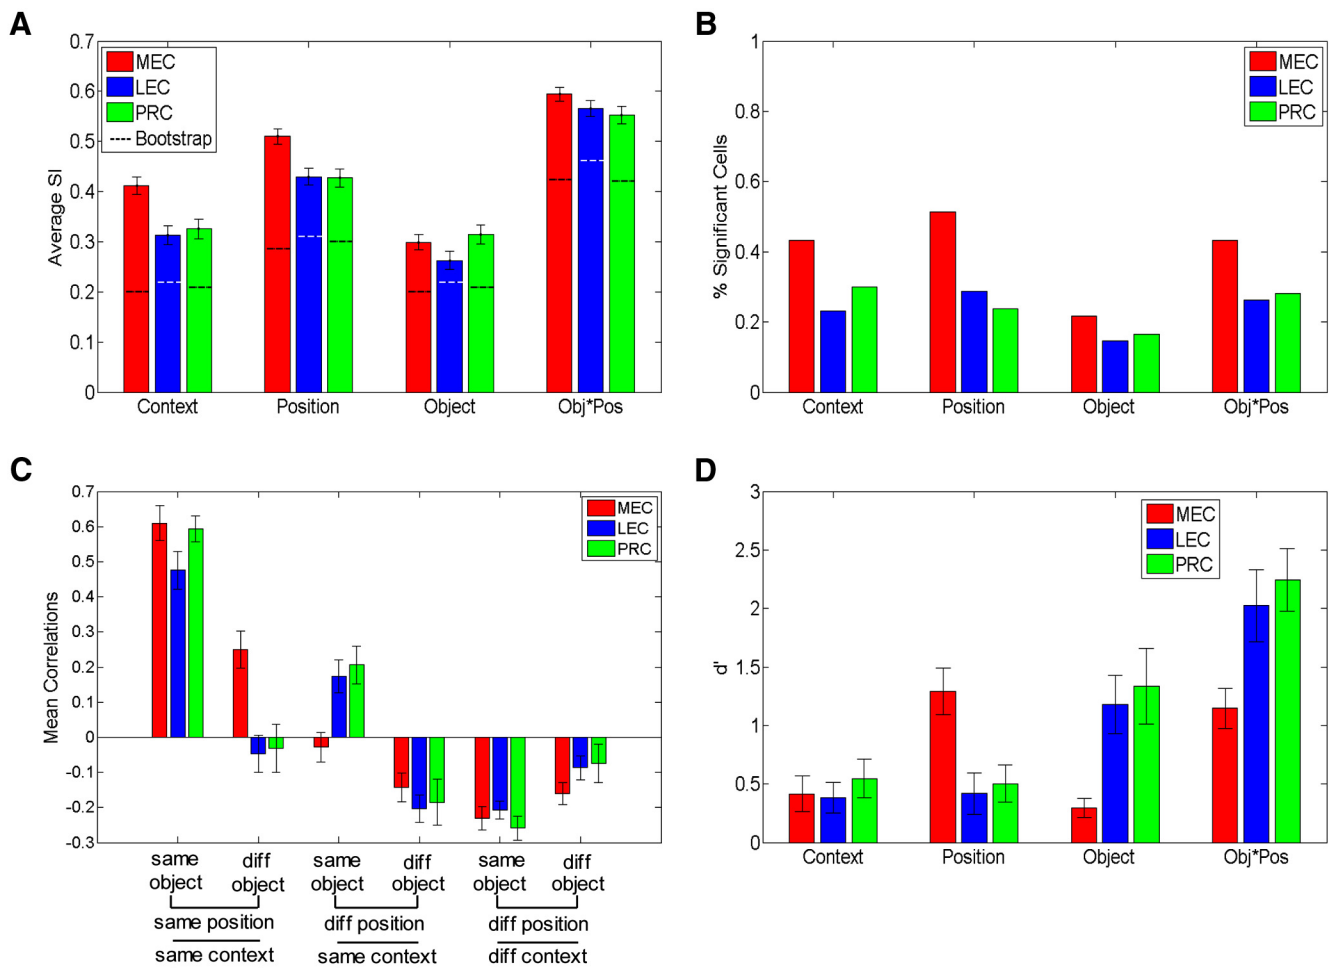 A
0.7
0.6
0.5
0.4
0.3
0.2
0.1
0
Average SI
MEC
LEC
PRC
Bootstrap
Context Position Object Obj*Pos
B
1
0.8
0.6
0.4
0.2
0
% Significant Cells
MEC
LEC
PRC
Context Position Object Obj*Pos
C
0.7
0.6
0.5
0.4
0.3
0.2
0.1
0
-0.1
-0.2
-0.3
Mean Correlations
MEC
LEC
PRC
same diff same diff same diff
object object object object object object
same position diff position diff position
same context same context diff context
D
3
2.5
2
1.5
1
0.5
0
d'
MEC
LEC
PRC
Context Position Object Obj*Pos